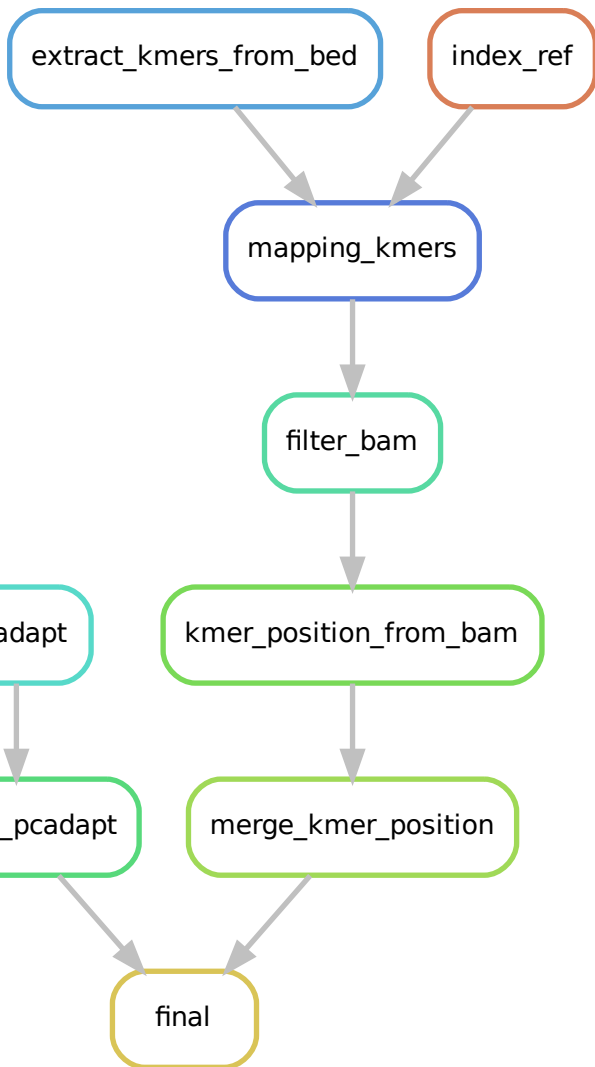 extract_kmers_from_bed
index_ref
mapping_kmers
filter_bam
adapt
kmer_position_from_bam
_pcadapt
merge_kmer_position
final